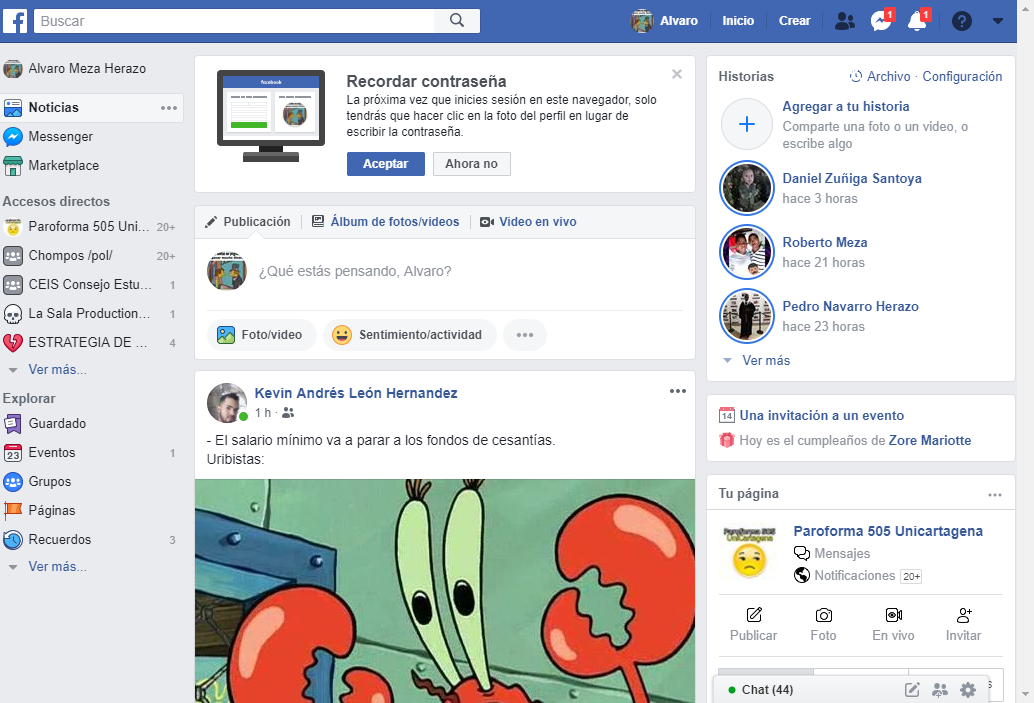 Buscar
Alvaro
Inicio
Crear
1
1
Alvaro Meza Herazo
Noticias
Messenger
Marketplace
Accesos directos
Paroforma 505 Uni... 20+
Chompos /pol/ 20+
CEIS Consejo Estu... 1
La Sala Production... 1
ESTRATEGIA DE ... 4
Ver más...
Explorar
Guardado
23 Eventos 1
Grupos
Páginas
Recuerdos 3
Ver más...
facebook
Recordar contraseña
La próxima vez que inicies sesión en este navegador, solo
tendrás que hacer clic en la foto del perfil en lugar de
escribir la contraseña.
Aceptar
Ahora no
Publicación
Álbum de fotos/videos
Video en vivo
¿Qué estás pensando, Alvaro?
Foto/video
Sentimiento/actividad
Kevin Andrés León Hernandez
1 h ·
- El salario mínimo va a parar a los fondos de cesantías.
Uribistas:
Historias
Archivo · Configuración
Agregar a tu historia
Comparte una foto o un video, o
escribe algo
Daniel Zuñiga Santoya
hace 3 horas
Roberto Meza
hace 21 horas
Pedro Navarro Herazo
hace 23 horas
Ver más
14 Una invitación a un evento
Hoy es el cumpleaños de Zore Mariotte
Tu página
Paroforma 505
UniCartagena
Paroforma 505 Unicartagena
Mensajes
Notificaciones 20+
Publicar
Foto
En vivo
Invitar
Chat (44)